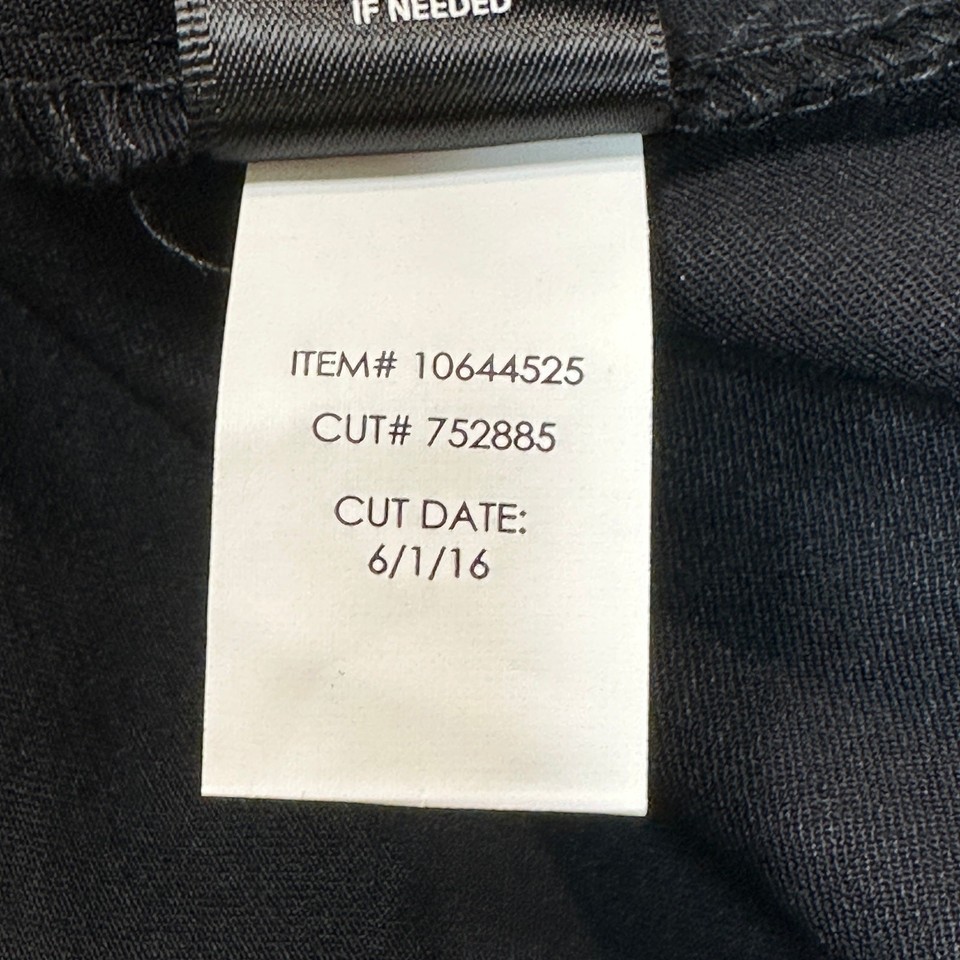 IF NEEDED
ITEM# 10644525
CUT# 752885
CUT DATE:
6/1/16